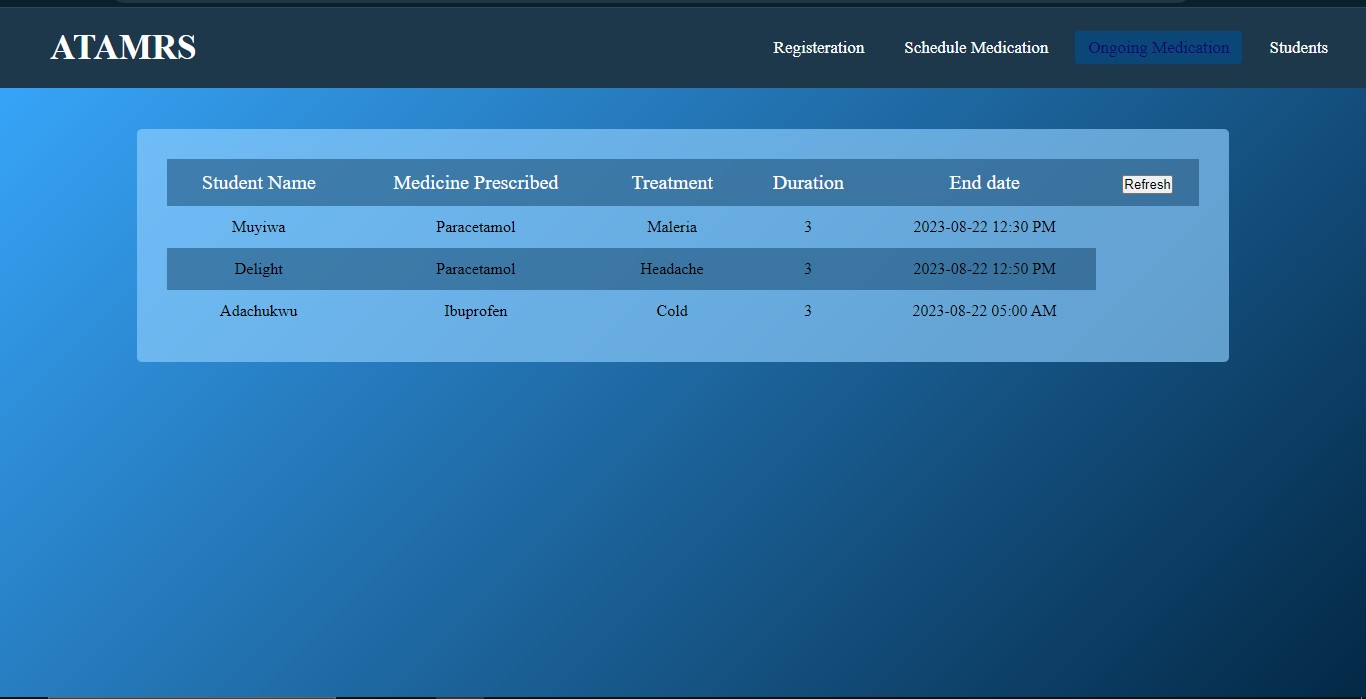 ATAMRS Registeration Schedule Medication Ongoing Medication Students
Student Name Medicine Prescribed Treatment Duration End date Refresh
Muyiwa Paracetamol Maleria 3 2023-08-22 12:30 PM
Delight Paracetamol Headache 3 2023-08-22 12:50 PM
Adachukwu Ibuprofen Cold 3 2023-08-22 05:00 AM